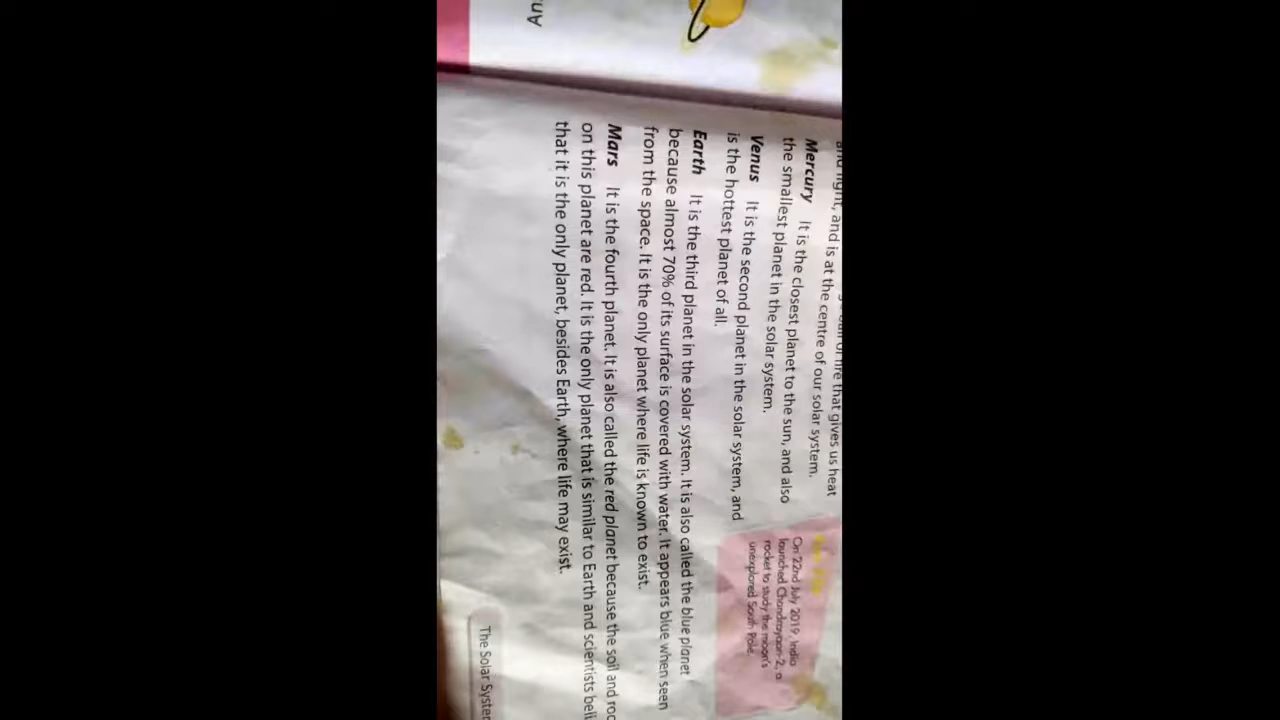 An.
and light, and is at the centre of our solar system.
that gives us heat
Mercury It is the closest planet to the sun, and also
the smallest planet in the solar system.
Venus It is the second planet in the solar system, and
is the hottest planet of all.
On 22nd July 2019, India
launched Chandrayaan-2, a
rocket to study the moon's
unexplored South Pole.
Earth It is the third planet in the solar system. It is also called the blue planet
because almost 70% of its surface is covered with water. It appears blue when seen
from the space. It is the only planet where life is known to exist.
Mars It is the fourth planet. It is also called the red planet because the soil and roc
on this planet are red. It is the only planet that is similar to Earth and scientists beli
that it is the only planet, besides Earth, where life may exist.
The Solar System